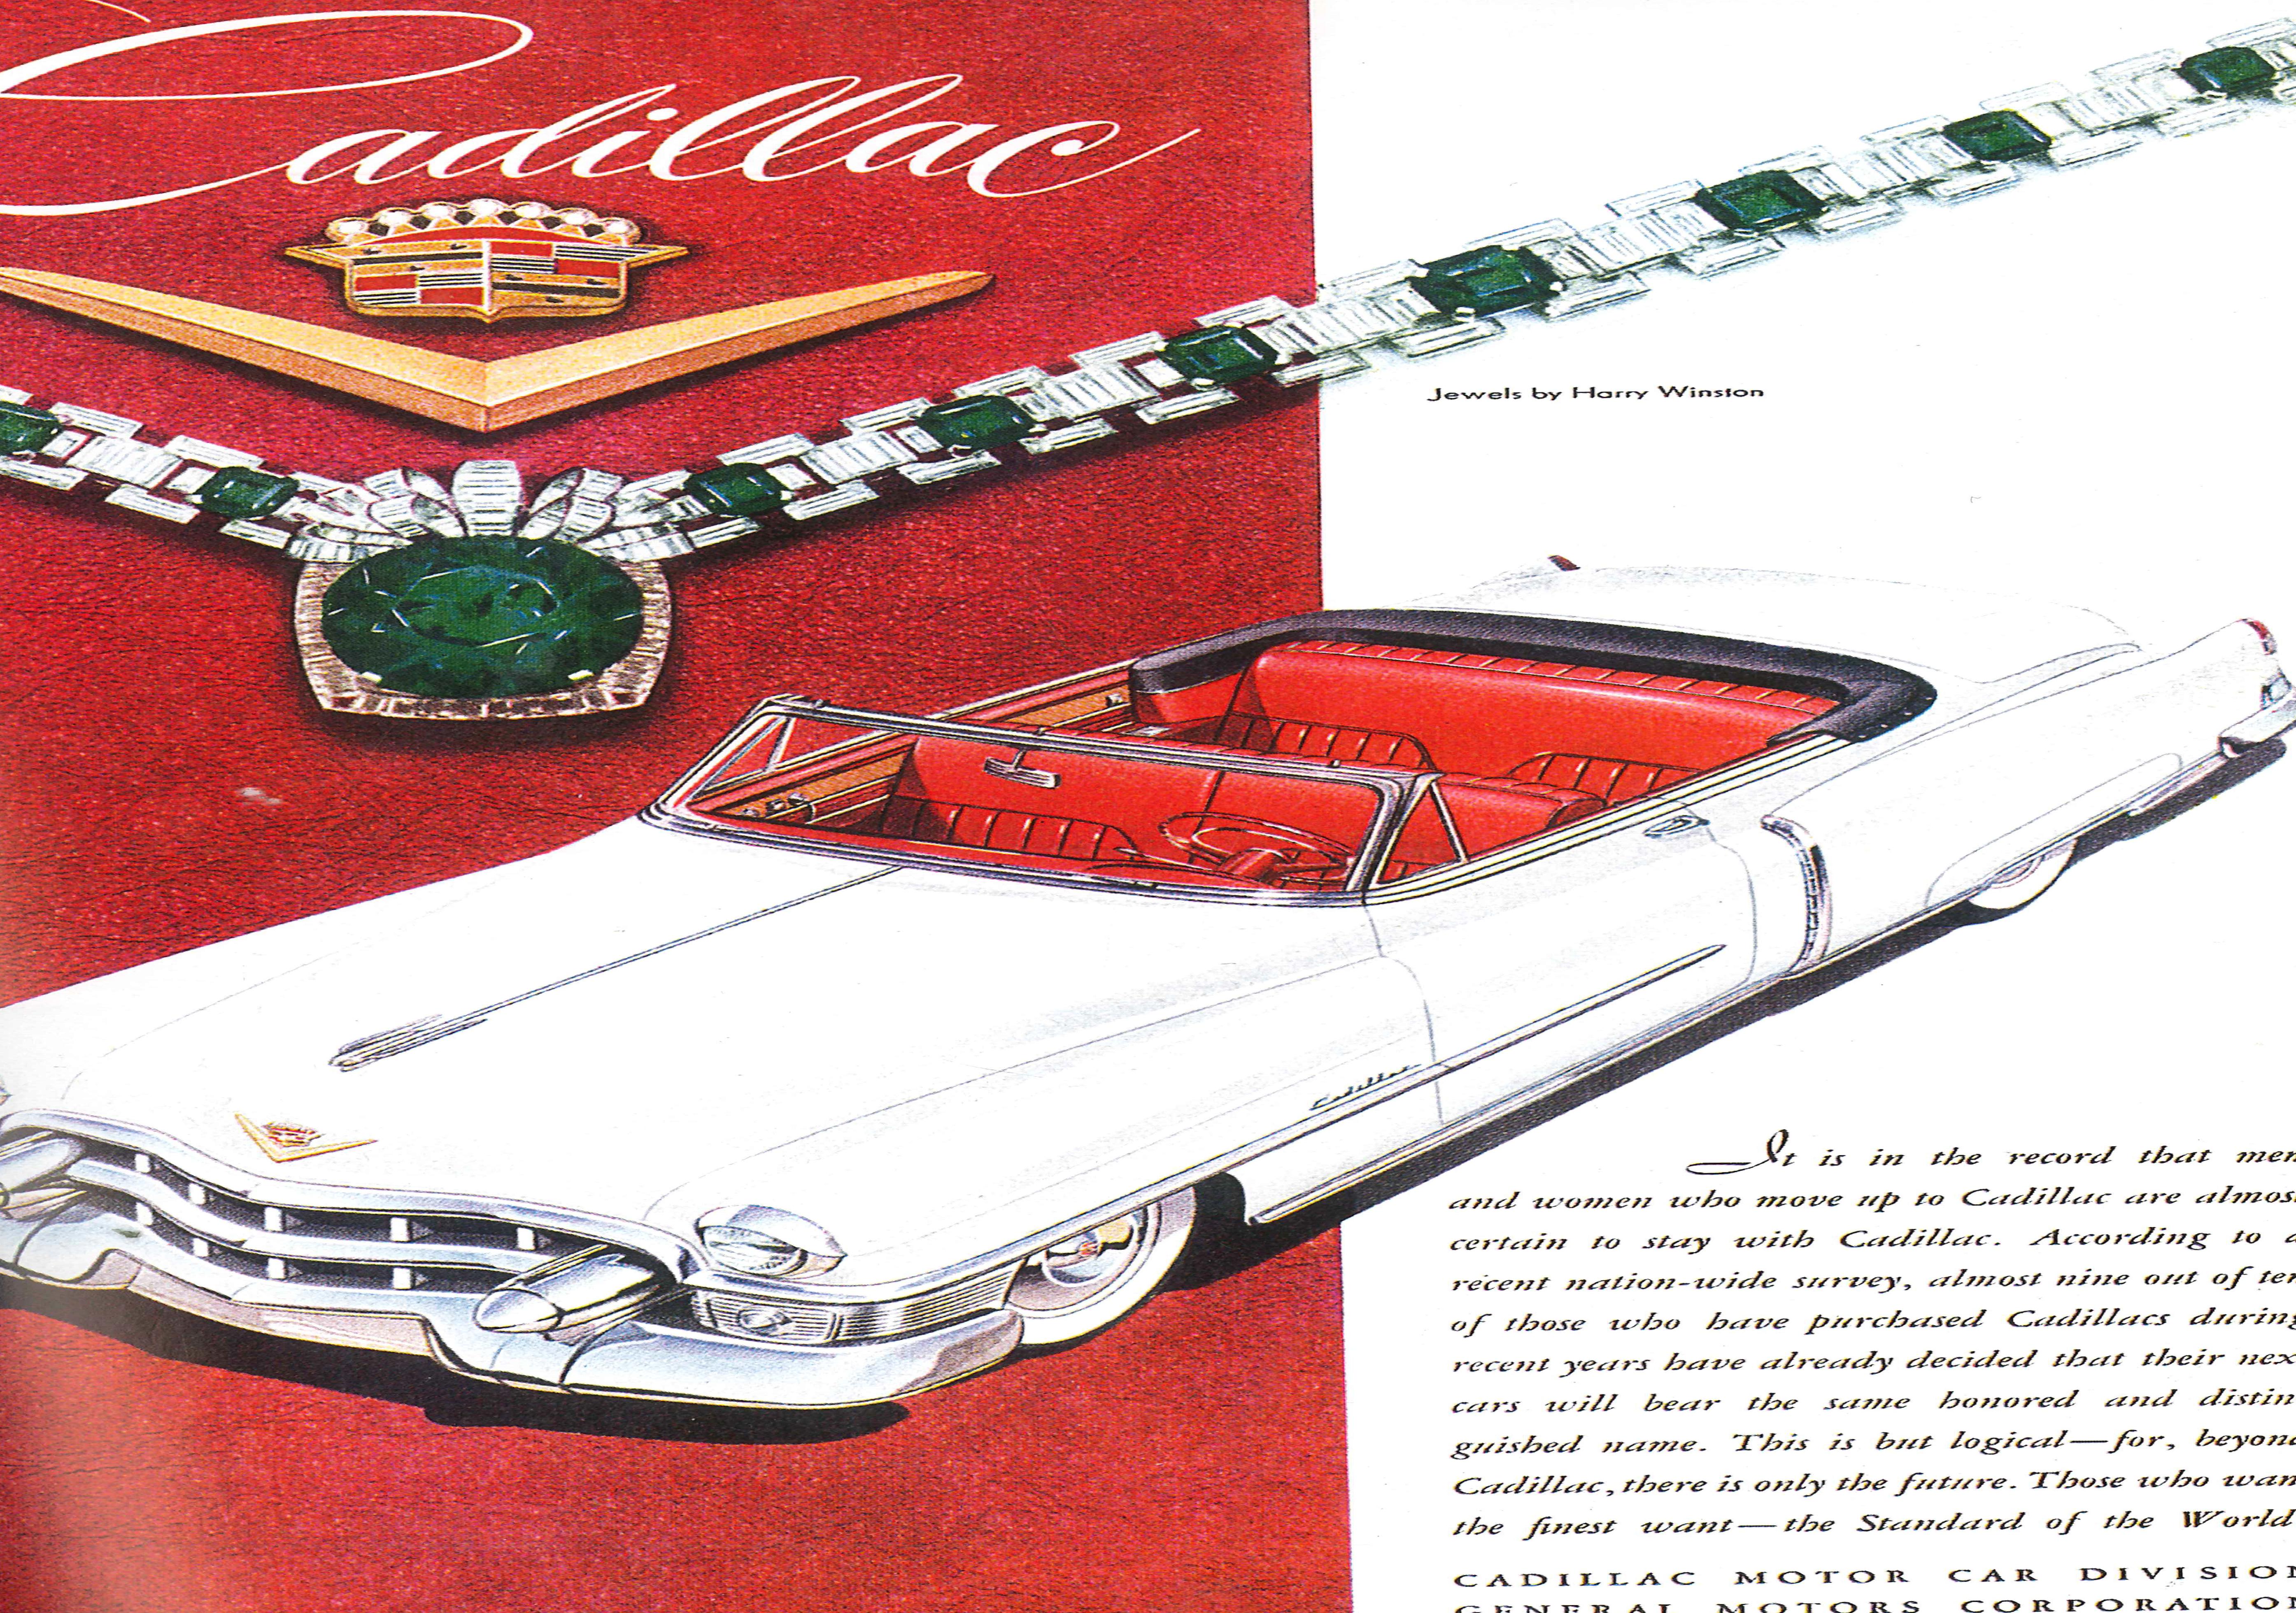 Cadillac
Jewels by Harry Winston
Cadillac
It is in the record that men
and women who move up to Cadillac are almost
certain to stay with Cadillac. According to a
recent nation-wide survey, almost nine out of ten
of those who have purchased Cadillacs during
recent years have already decided that their next
cars will bear the same honored and distin-
guished name. This is but logical—for, beyond
Cadillac, there is only the future. Those who want
the finest want—the Standard of the World
CADILLAC MOTOR CAR DIVISION
GENERAL MOTORS CORPORATION